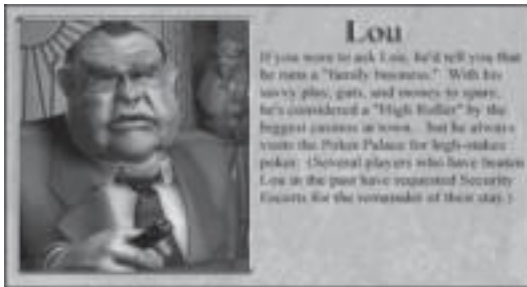 Lou
If you were to ask Lou, he'd tell you that
he runs a "family business." With his
savvy play, guts, and money to spare,
he's considered a "High Roller" by the
biggest casinos in town... but he always
visits the Poker Palace for high-stakes
poker. (Several players who have beaten
Lou in the past have requested Security
Escorts for the remainder of their stay.)